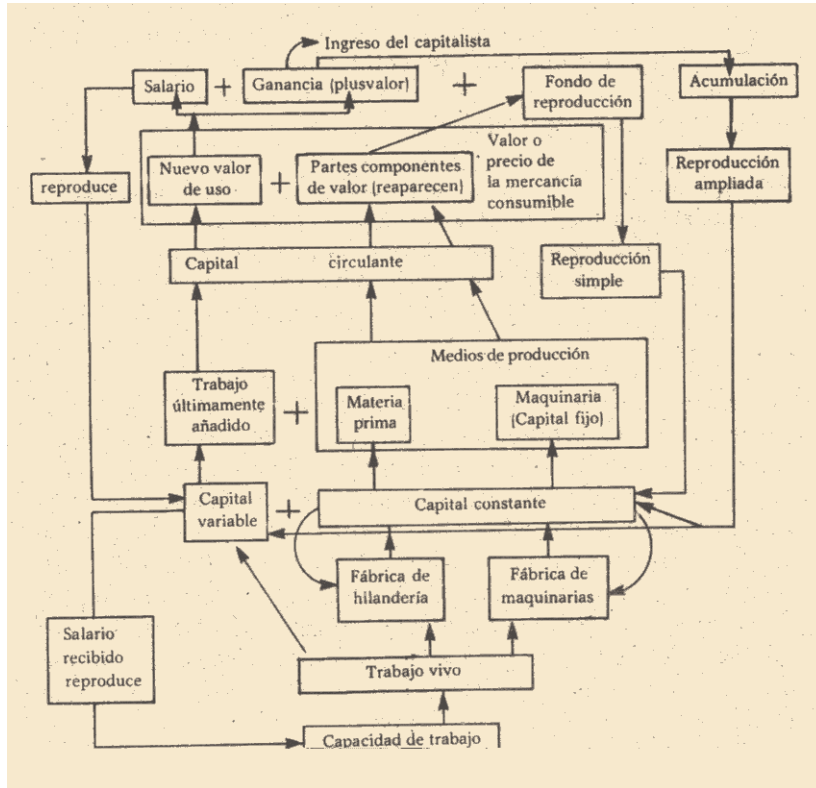 Ingreso del capitalista
Salario + Ganancia (plusvalor) + Fondo de
reproducción
Acumulación
reproduce
Nuevo valor
de uso
+
Partes componentes
de valor (reaparecen)
Valor o
precio de
la mercancía
consumible
Reproducción
ampliada
Capital circulante
Reproducción
simple
Medios de producción
Trabajo
últimamente
añadido
+
Materia
prima
Maquinaria
(Capital fijo)
Capital
variable
+
Capital constante
Fábrica de
hilandería
Fábrica de
maquinarias
Salario
recibido
reproduce
Trabajo vivo
Capacidad de trabajo